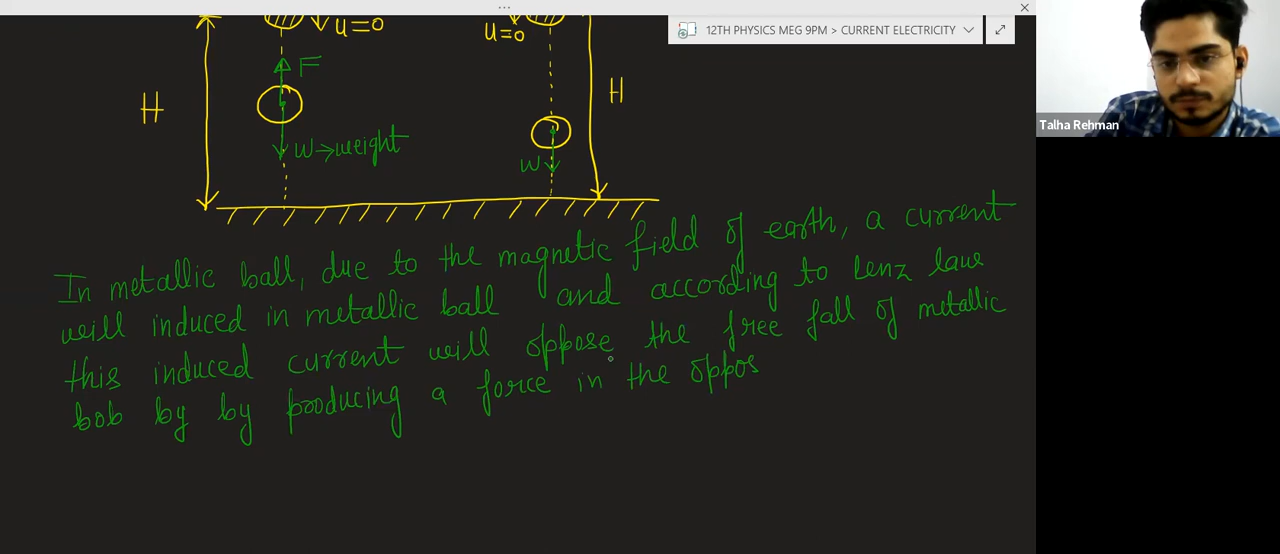 12TH PHYSICS MEG 9PM > CURRENT ELECTRICITY
u=0
u=0
F
H
H
W→weight
W
In metallic ball, due to the magnetic field of earth, a current
will induced in metallic ball and according to Lenz law
this induced current will oppose the free fall of metallic
bob by by producing a force in the oppos
Talha Rehman